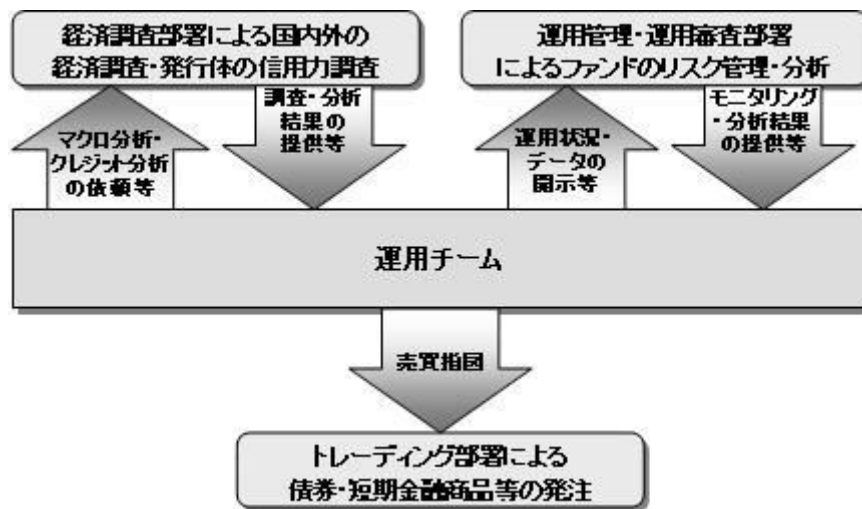 経済調査部署による国内外の
経済調査・発行体の信用力調査
運用管理・運用審査部署
によるファンドのリスク管理・分析
マクロ分析・
クレジット分析
の依頼等
調査・分析
結果の
提供等
運用状況・
データの
開示等
モニタリング
・分析結果
の提供等
運用チーム
売買指図
トレーディング部署による
債券・短期金融商品等の発注